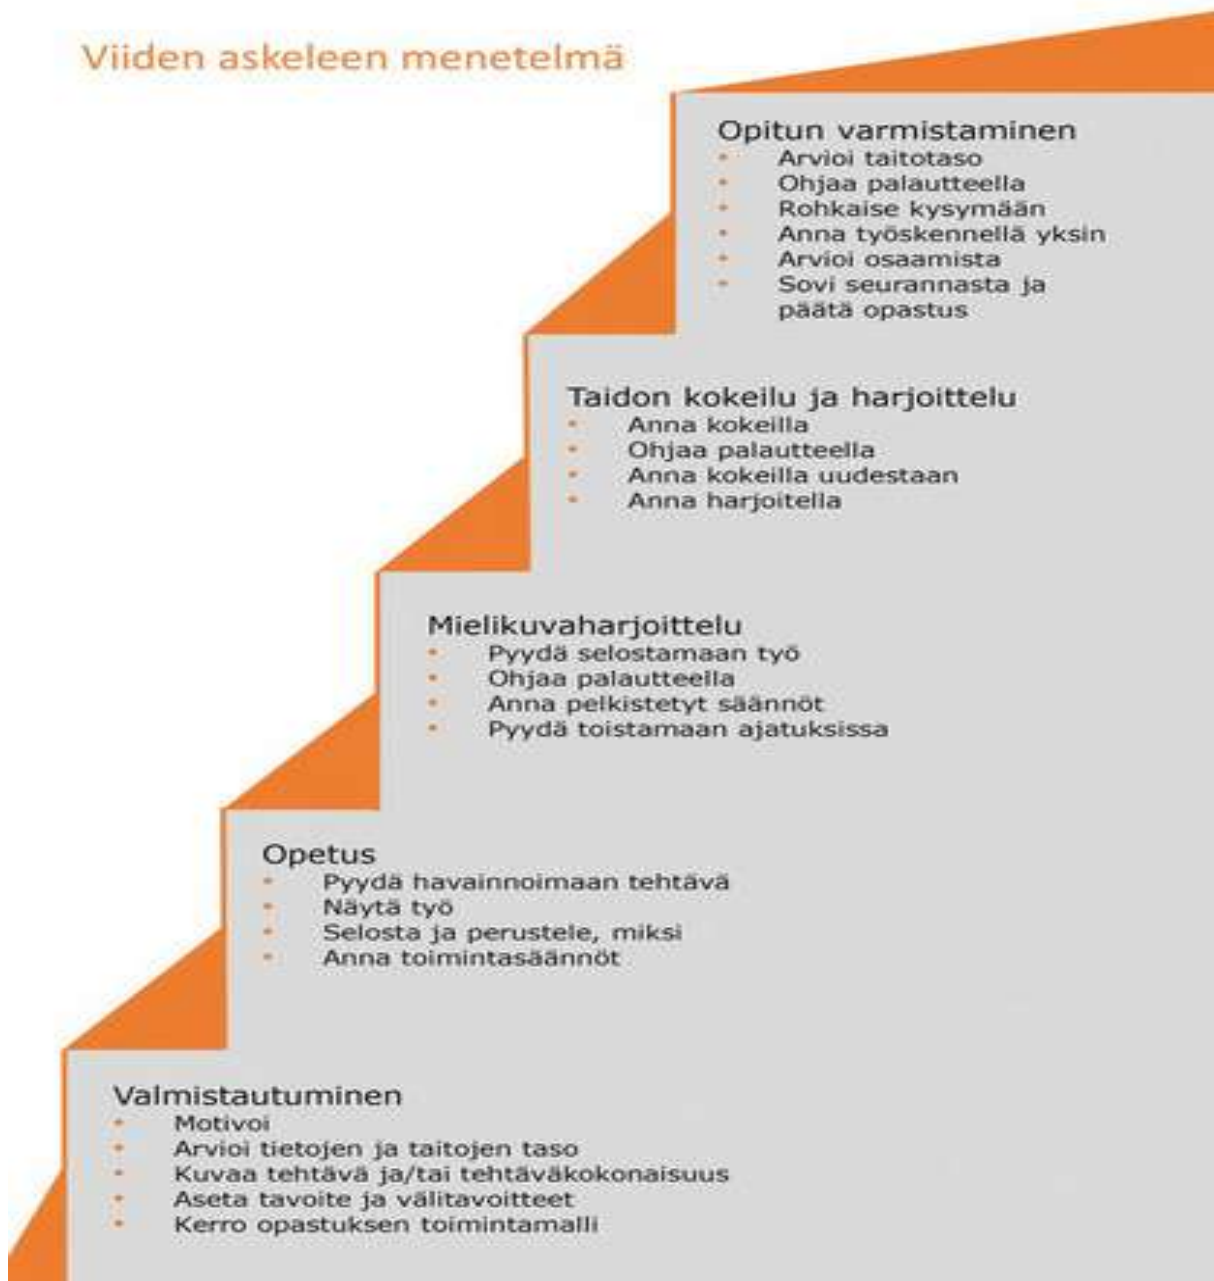 Viiden askeleen menetelmä
Opitun varmistaminen
• Arvioi taitotaso
• Ohjaa palautteella
• Rohkaise kysymään
• Anna työskennellä yksin
• Arvioi osaamista
• Sovi seurannasta ja
päätä opastus
Taidon kokeilu ja harjoittelu
• Anna kokeilla
• Ohjaa palautteella
• Anna kokeilla uudestaan
• Anna harjoitella
Mielikuvaharjoittelu
• Pyydä selostamaan työ
• Ohjaa palautteella
• Anna pelkistetyt säännöt
• Pyydä toistamaan ajatuksissa
Opetus
• Pyydä havainnoimaan tehtävä
• Näytä työ
• Selosta ja perustele, miksi
• Anna toimintasäännöt
Valmistautuminen
• Motivoi
• Arvioi tietojen ja taitojen taso
• Kuvaa tehtävä ja/tai tehtäväkokonaisuus
• Aseta tavoite ja välitavoitteet
• Kerro opastuksen toimintamalli